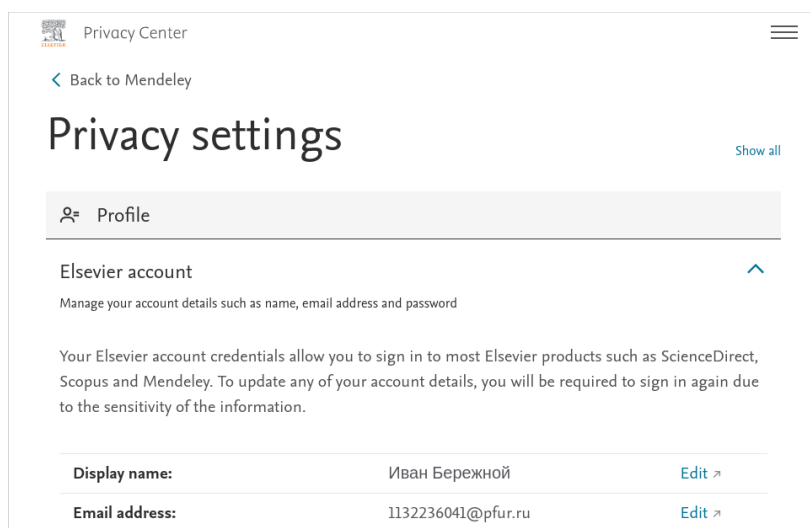 ELSEVIER
Privacy Center
Back to Mendeley
Privacy settings
Show all
Profile
Elsevier account
Manage your account details such as name, email address and password
Your Elsevier account credentials allow you to sign in to most Elsevier products such as ScienceDirect,
Scopus and Mendeley. To update any of your account details, you will be required to sign in again due
to the sensitivity of the information.
Display name: Иван Бережной Edit
Email address: 1132236041@pfur.ru Edit